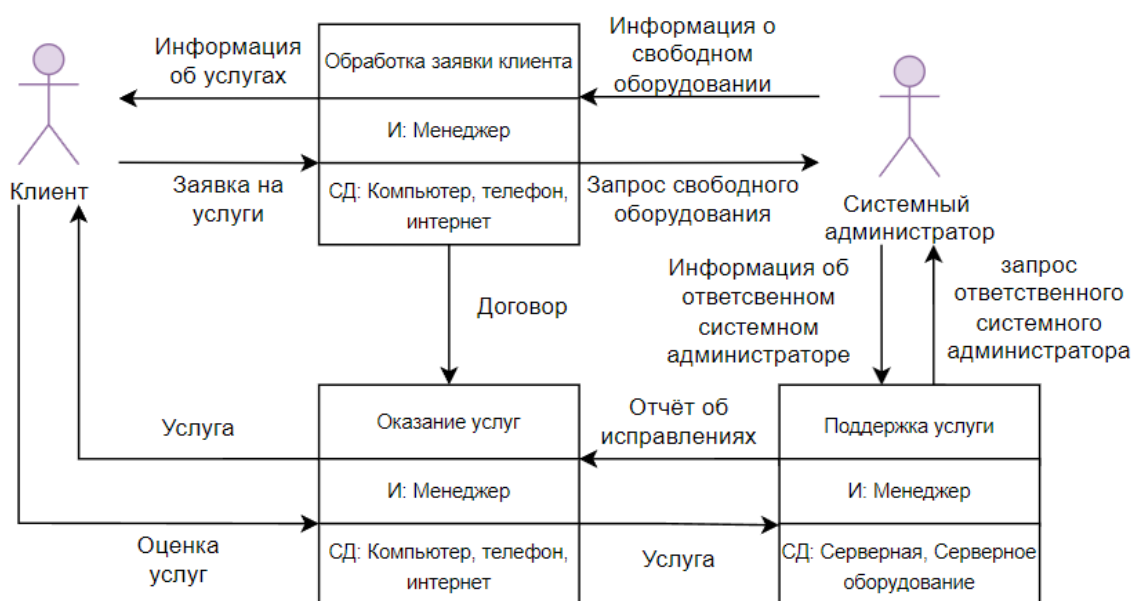 Информация
об услугах
Обработка заявки клиента
Информация о
свободном
оборудовании
И: Менеджер
Клиент
Заявка на
услуги
СД: Компьютер, телефон,
интернет
Запрос свободного
оборудования
Системный
администратор
Договор
Информация об
ответсвенном
системном
администраторе
запрос
ответственного
системного
администратора
Услуга
Оказание услуг
Отчёт об
исправлениях
Поддержка услуги
И: Менеджер
И: Менеджер
Оценка
услуг
СД: Компьютер, телефон,
интернет
Услуга
СД: Серверная, Серверное
оборудование